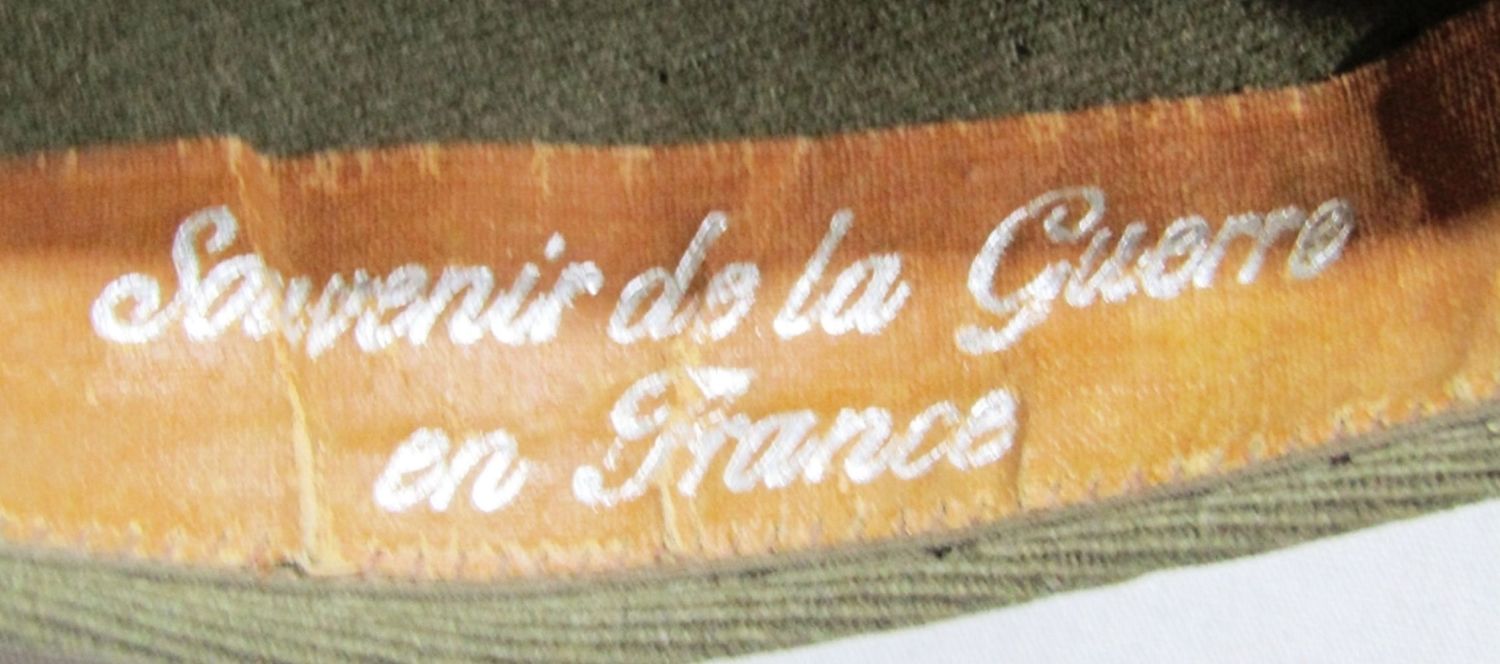 Souvenir de la Guerre
en France